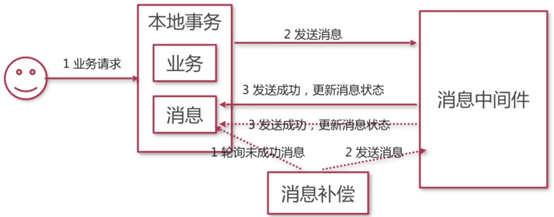 本地事务
2 发送消息
1 业务请求
业务
3 发送成功，更新消息状态
消息中间件
消息
3 发送成功，更新消息状态
1 轮询未成功消息
2 发送消息
消息补偿